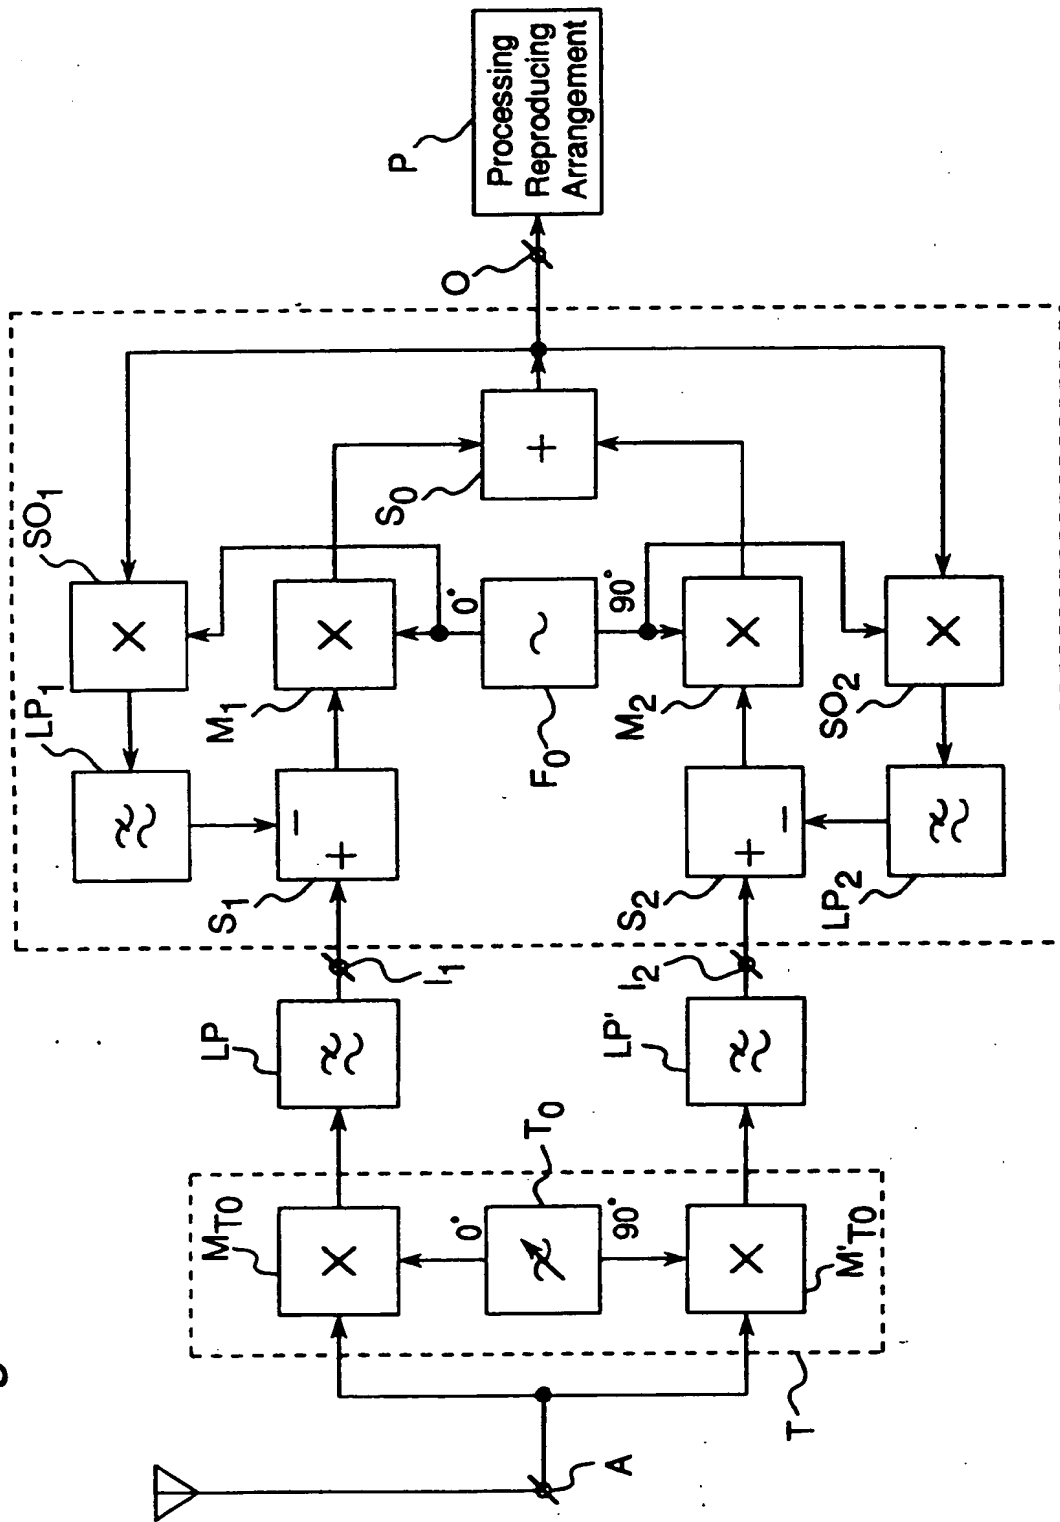 LP1
SO1
MT0
LP
S1
M1
S0
P
I1
O
0°
0°
Processing
Reproducing
Arrangement
~
+
T0
F0
A
90°
90°
LP'
I2
S2
M2
T
M'T0
LP2
SO2
+
−
+
−